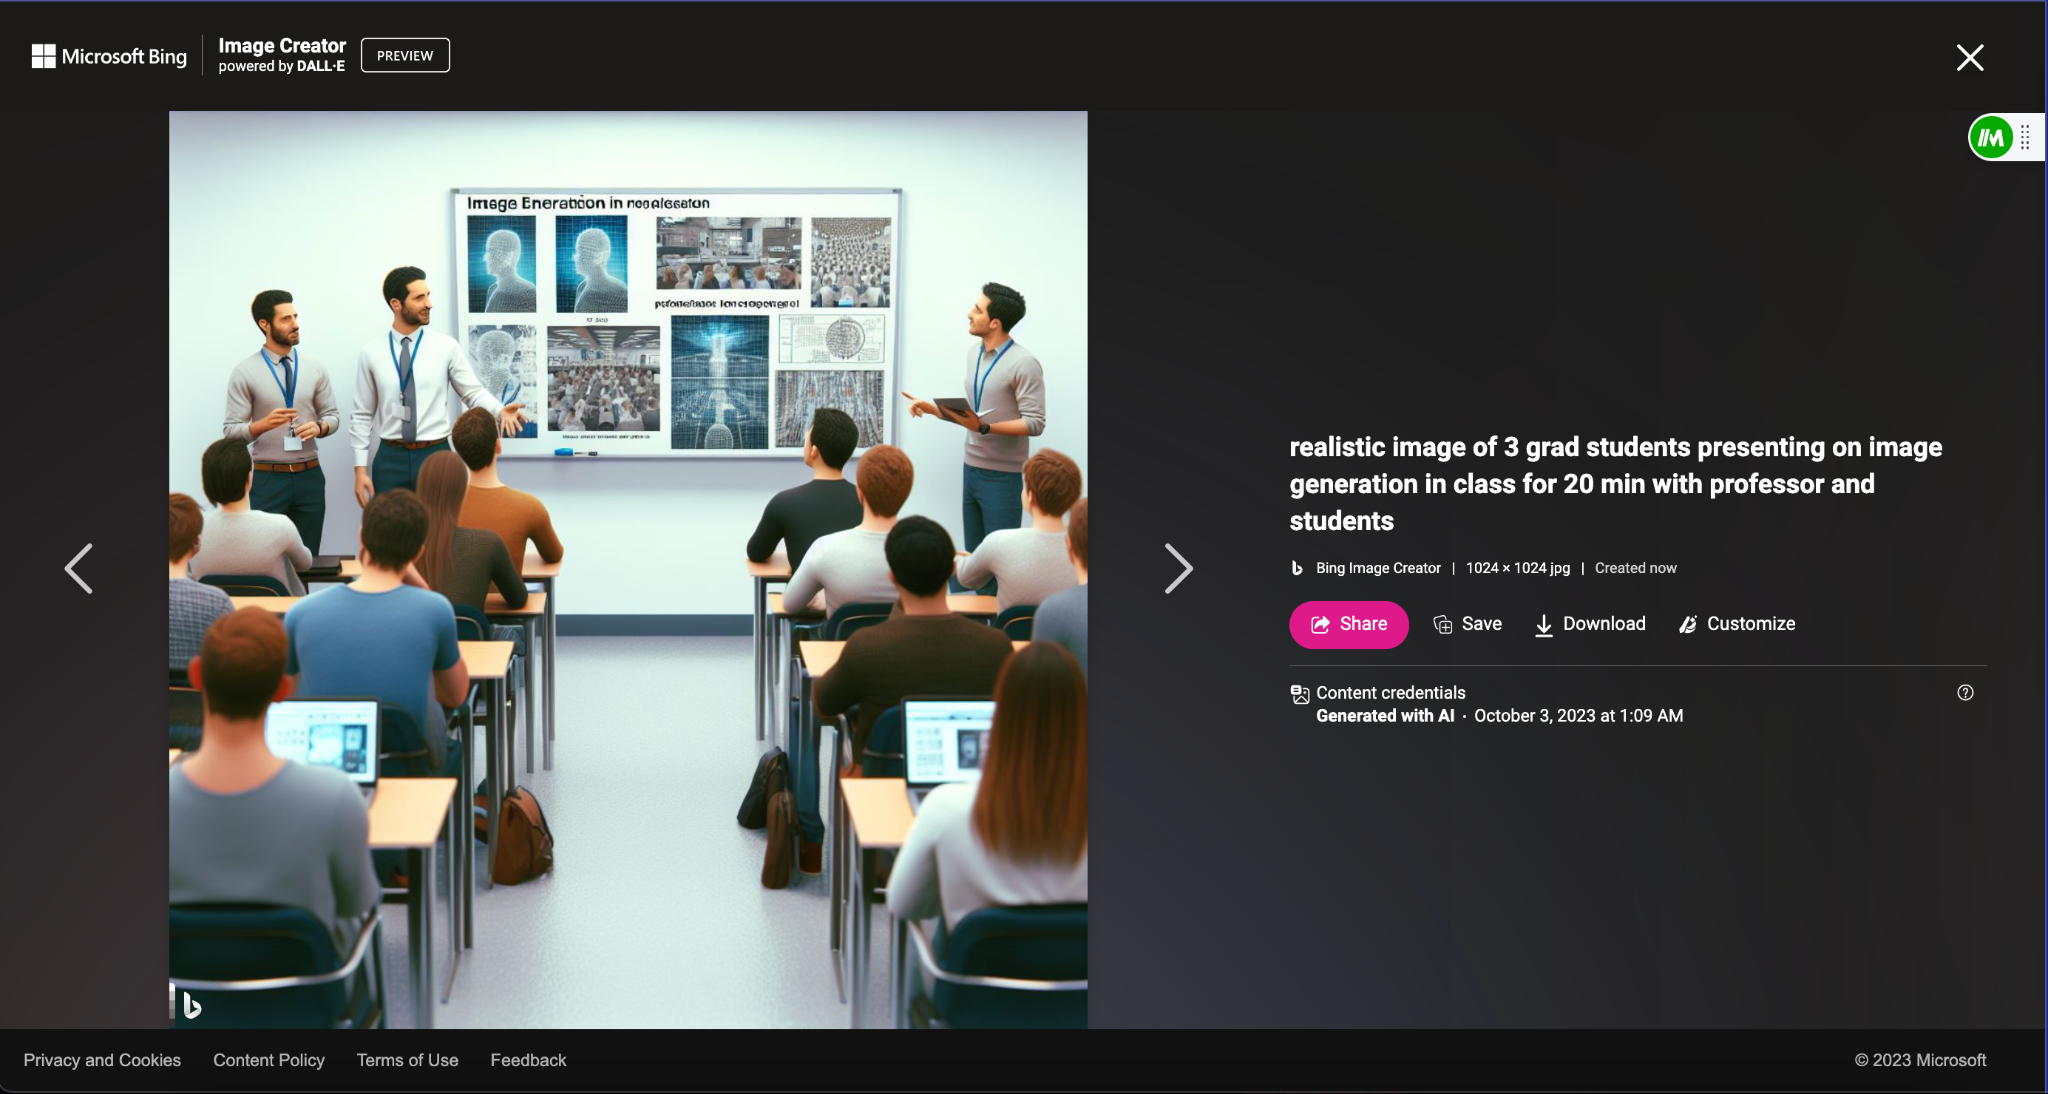 Microsoft Bing
Image Creator
powered by DALL·E
PREVIEW
Image Eneratioon in
realistic image of 3 grad students presenting on image
generation in class for 20 min with professor and
students
Bing Image Creator | 1024 × 1024 jpg | Created now
Share Save Download Customize
Content credentials
Generated with AI · October 3, 2023 at 1:09 AM
Privacy and Cookies Content Policy Terms of Use Feedback
© 2023 Microsoft